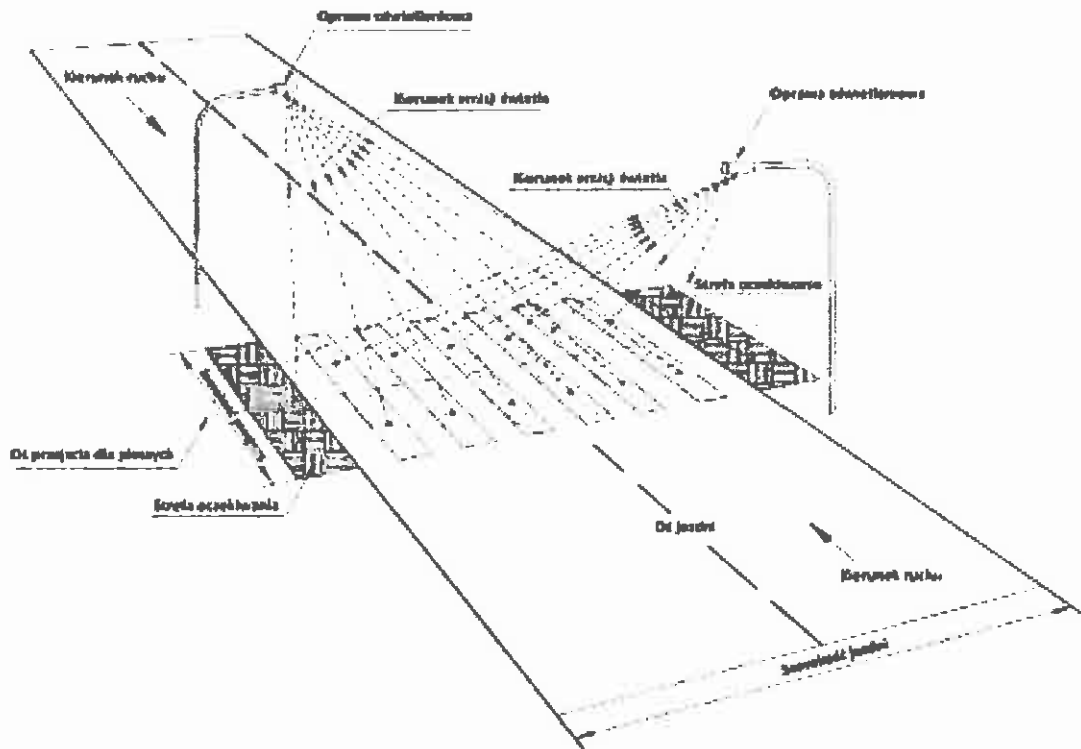 Oprawa oświetleniowa
Kierunek ruchu
Kierunek emisji światła
Oprawa oświetleniowa
Kierunek emisji światła
Strefa oczekiwania
Oś przejścia dla pieszych
Strefa oczekiwania
Oś jezdni
Kierunek ruchu
Szerokość jezdni